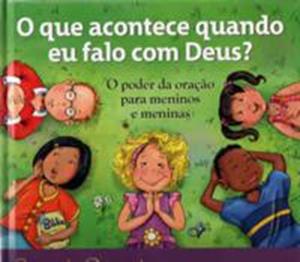 O que acontece quando
eu falo com Deus?
O poder da oração
para meninos
e meninas